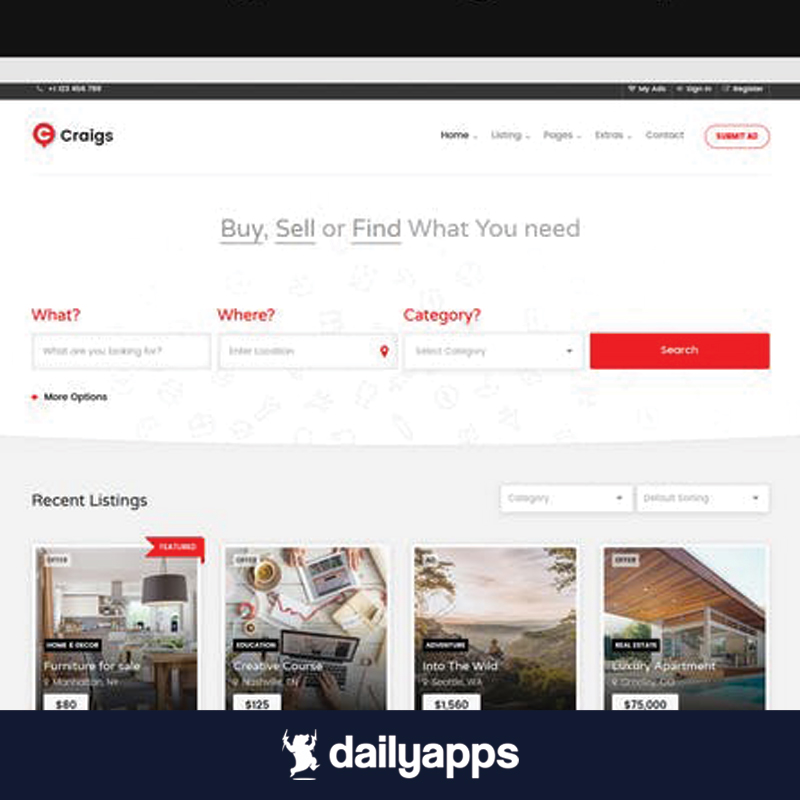 +1 123 456 789
My Ads
Sign In
Register
Craigs
Home
Listing
Pages
Extras
Contact
SUBMIT AD
Buy, Sell or Find What You need
What?
Where?
Category?
What are you looking for?
Enter Location
Select Category
Search
More Options
Recent Listings
Category
Default Sorting
FEATURED
OFFER
OFFER
AD
OFFER
HOME & DECOR
EDUCATION
ADVENTURE
REAL ESTATE
Furniture for sale
Creative Course
Into The Wild
Luxury Apartment
Manhattan, NY
Nashville, TN
Seattle, WA
Greeley, CO
$80
$125
$1,560
$75,000
dailyapps